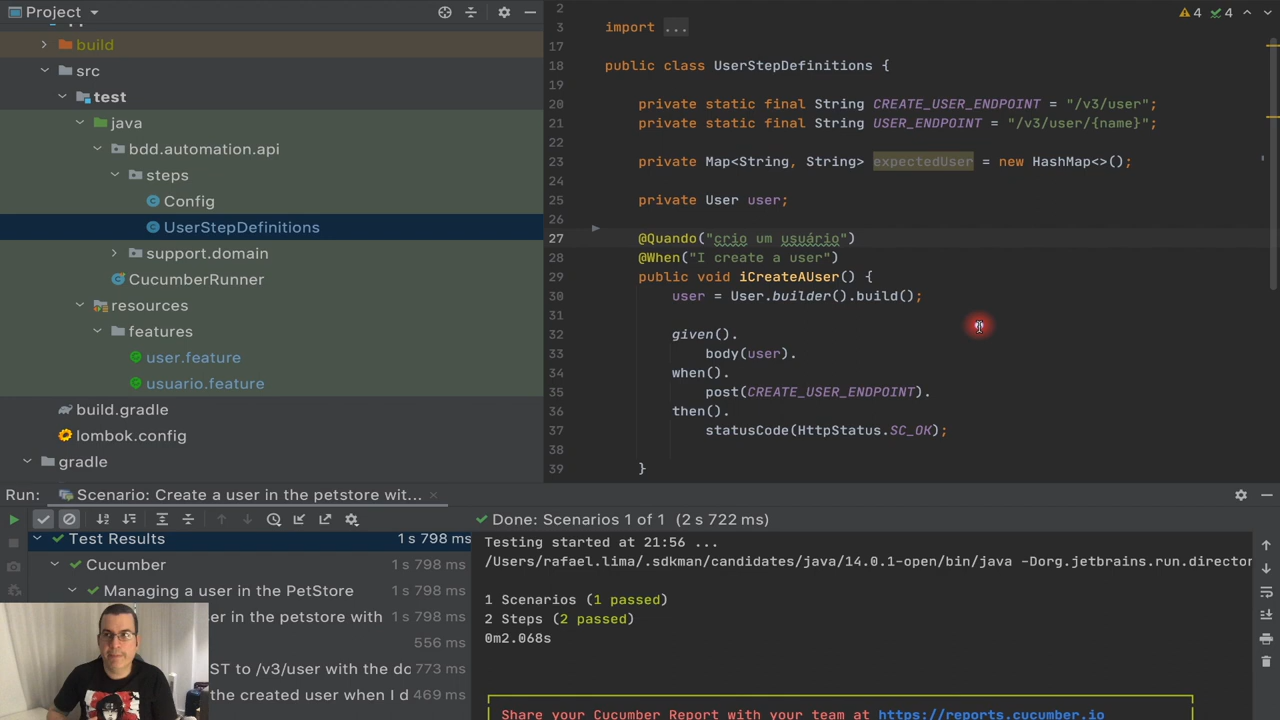 Project
build
src
test
java
bdd.automation.api
steps
Config
UserStepDefinitions
support.domain
CucumberRunner
resources
features
user.feature
usuario.feature
build.gradle
lombok.config
gradle
4 4
2
3 import ...
17
18 public class UserStepDefinitions {
19
20 private static final String CREATE_USER_ENDPOINT = "/v3/user";
21 private static final String USER_ENDPOINT = "/v3/user/{name}";
22
23 private Map<String, String> expectedUser = new HashMap<>();
24
25 private User user;
26
27 @Quando("crio um usuário")
28 @When("I create a user")
29 public void iCreateAUser() {
30 user = User.builder().build();
31
32 given().
33 body(user).
34 when().
35 post(CREATE_USER_ENDPOINT).
36 then().
37 statusCode(HttpStatus.SC_OK);
38
39 }
Run: Scenario: Create a user in the petstore wit...
Test Results 1 s 798 ms
Cucumber 1 s 798 ms
Managing a user in the PetStore 1 s 798 ms
er in the petstore with 1 s 798 ms
556 ms
ST to /v3/user with the do 773 ms
the created user when I d 469 ms
Done: Scenarios 1 of 1 (2 s 722 ms)
Testing started at 21:56 ...
/Users/rafael.lima/.sdkman/candidates/java/14.0.1-open/bin/java -Dorg.jetbrains.run.director
1 Scenarios (1 passed)
2 Steps (2 passed)
0m2.068s
Share your Cucumber Report with your team at https://reports.cucumber.io